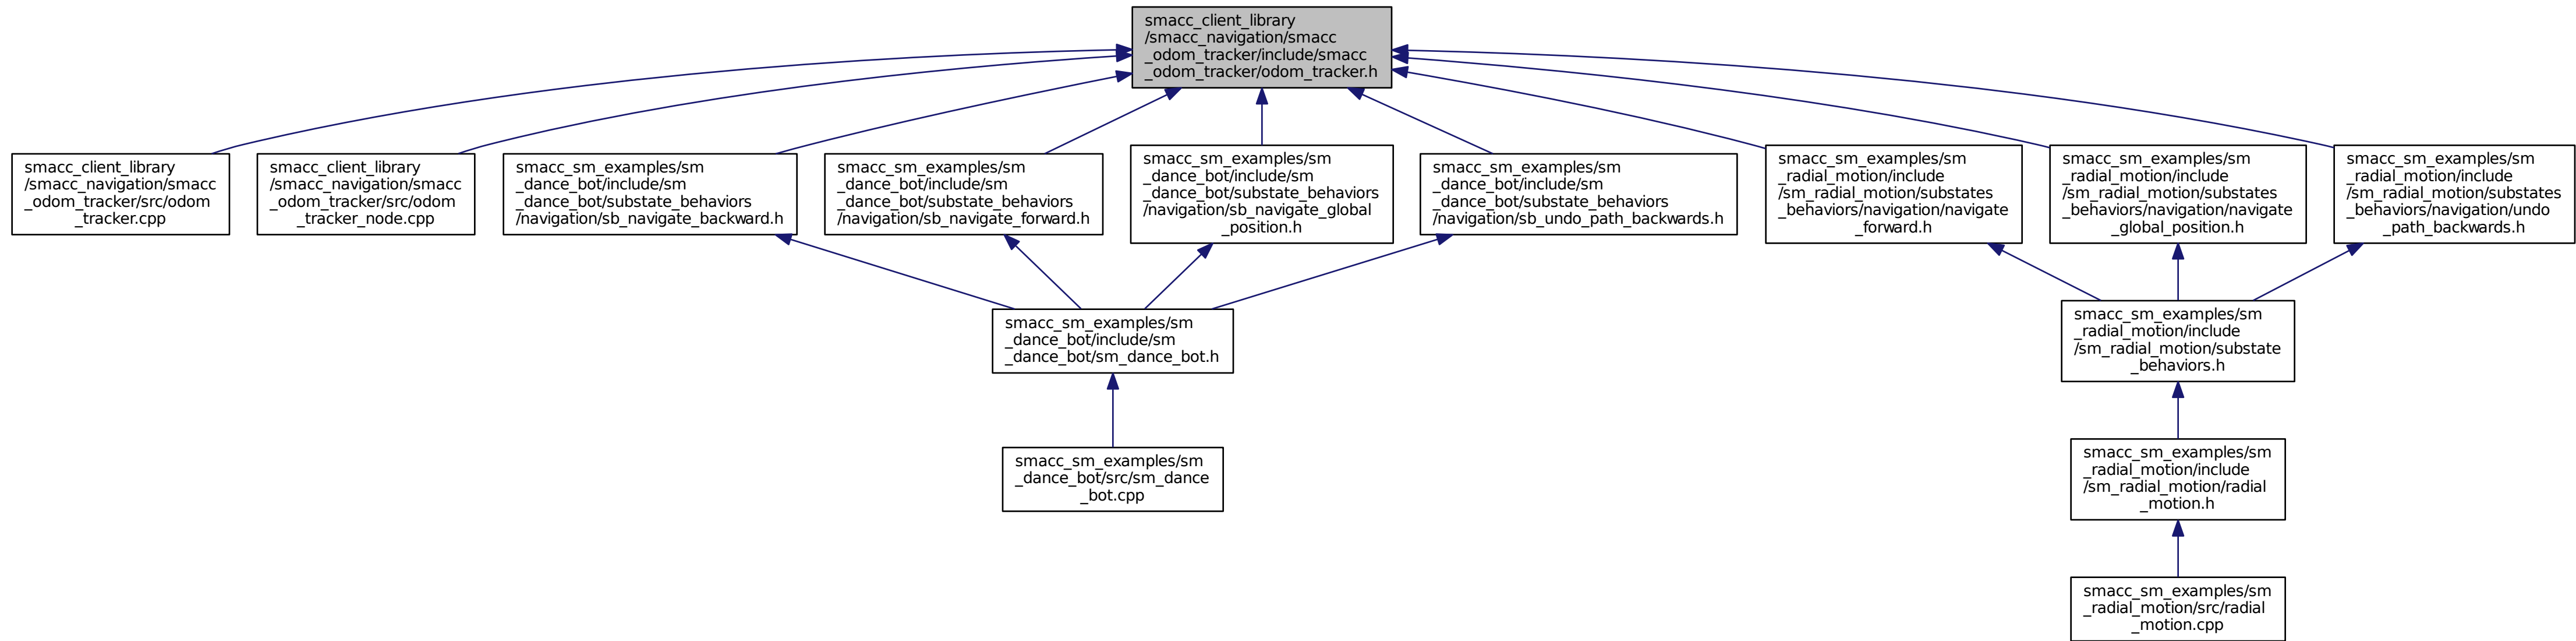 smacc_client_library
/smacc_navigation/smacc
_odom_tracker/include/smacc
_odom_tracker/odom_tracker.h
smacc_client_library
/smacc_navigation/smacc
_odom_tracker/src/odom
_tracker.cpp
smacc_client_library
/smacc_navigation/smacc
_odom_tracker/src/odom
_tracker_node.cpp
smacc_sm_examples/sm
_dance_bot/include/sm
_dance_bot/substate_behaviors
/navigation/sb_navigate_backward.h
smacc_sm_examples/sm
_dance_bot/include/sm
_dance_bot/substate_behaviors
/navigation/sb_navigate_forward.h
smacc_sm_examples/sm
_dance_bot/include/sm
_dance_bot/substate_behaviors
/navigation/sb_navigate_global
_position.h
smacc_sm_examples/sm
_dance_bot/include/sm
_dance_bot/substate_behaviors
/navigation/sb_undo_path_backwards.h
smacc_sm_examples/sm
_radial_motion/include
/sm_radial_motion/substates
_behaviors/navigation/navigate
_forward.h
smacc_sm_examples/sm
_radial_motion/include
/sm_radial_motion/substates
_behaviors/navigation/navigate
_global_position.h
smacc_sm_examples/sm
_radial_motion/include
/sm_radial_motion/substates
_behaviors/navigation/undo
_path_backwards.h
smacc_sm_examples/sm
_dance_bot/include/sm
_dance_bot/sm_dance_bot.h
smacc_sm_examples/sm
_radial_motion/include
/sm_radial_motion/substate
_behaviors.h
smacc_sm_examples/sm
_dance_bot/src/sm_dance
_bot.cpp
smacc_sm_examples/sm
_radial_motion/include
/sm_radial_motion/radial
_motion.h
smacc_sm_examples/sm
_radial_motion/src/radial
_motion.cpp